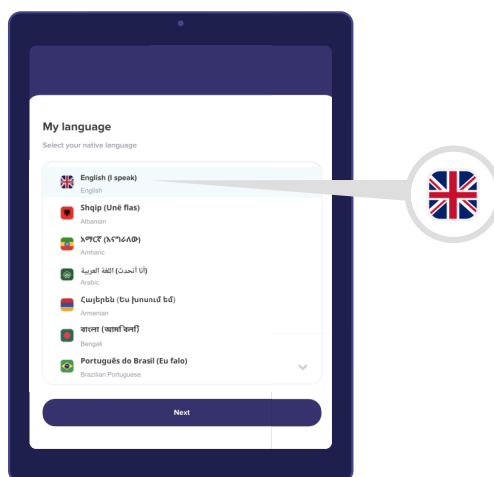 My language
Select your native language
English (I speak)
English
Shqip (Unë flas)
Albanian
አማርኛ (እናገራለሁ)
Amharic
(أنا أتحدث) اللغة العربية
Arabic
Հայերեն (Ես խոսում եմ)
Armenian
বাংলা (আমি বলি)
Bengali
Português do Brasil (Eu falo)
Brazilian Portuguese
Next